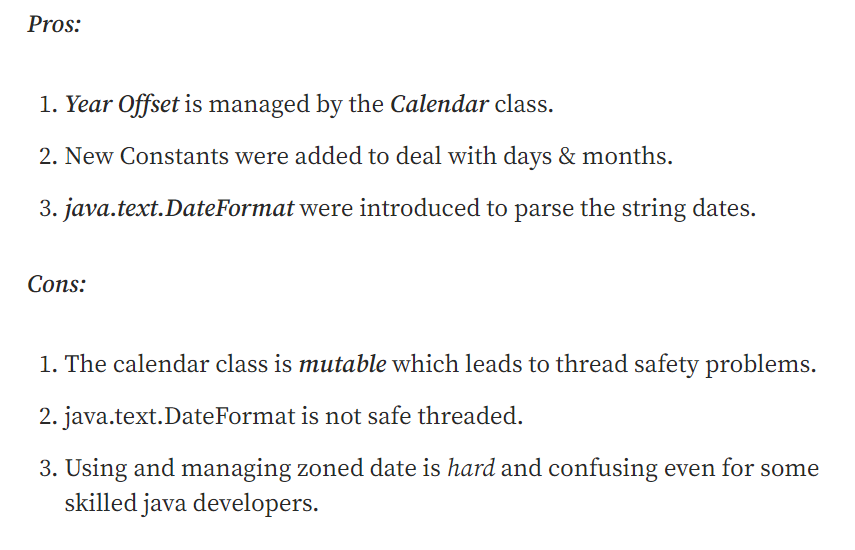 Pros:
1. Year Offset is managed by the Calendar class.
2. New Constants were added to deal with days & months.
3. java.text.DateFormat were introduced to parse the string dates.
Cons:
1. The calendar class is mutable which leads to thread safety problems.
2. java.text.DateFormat is not safe threaded.
3. Using and managing zoned date is hard and confusing even for some
skilled java developers.